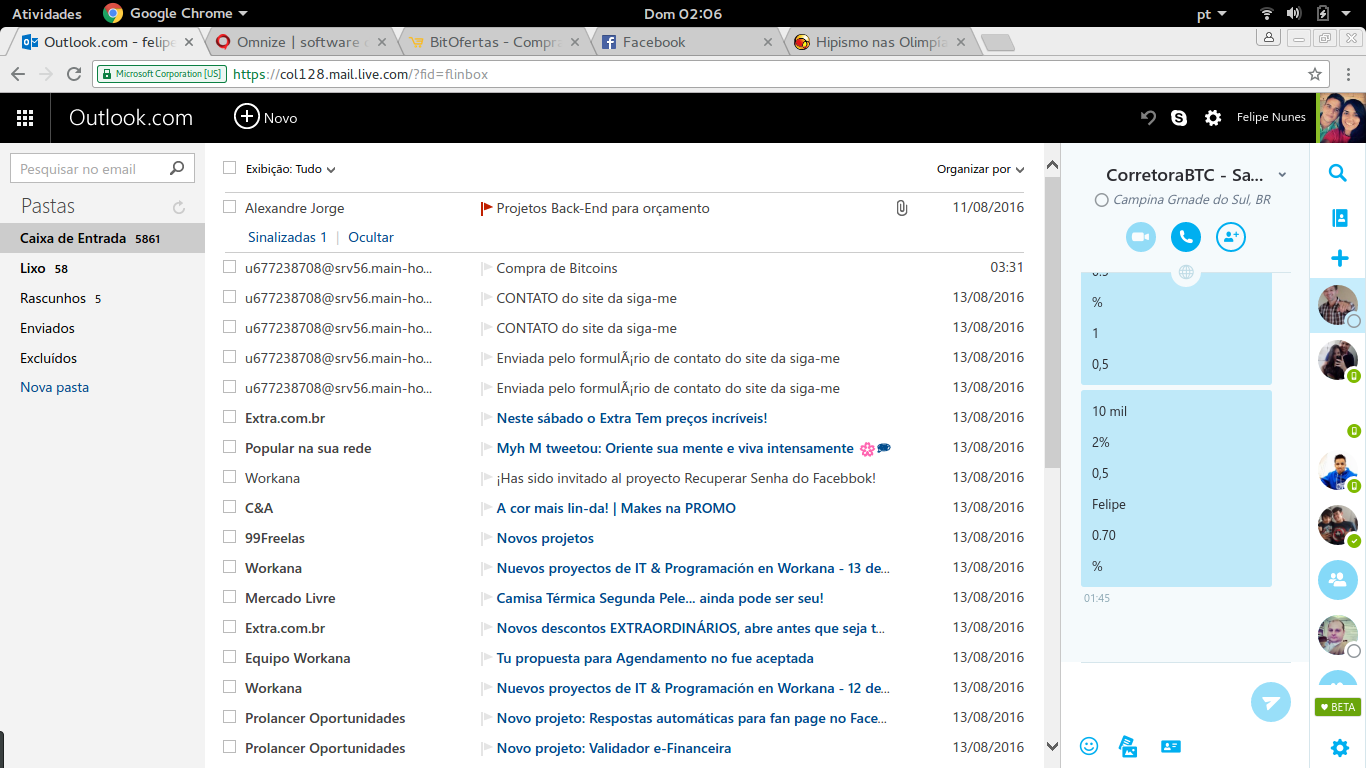 Atividades Google Chrome Dom 02:06 pt
Outlook.com - felipe Omnize | software d BitOfertas - Compra Facebook Hipismo nas Olimpía
Microsoft Corporation [US] https://col128.mail.live.com/?fid=flinbox
Outlook.com Novo Felipe Nunes
Pesquisar no email
Pastas
Caixa de Entrada 5861
Lixo 58
Rascunhos 5
Enviados
Excluídos
Nova pasta
Exibição: Tudo Organizar por
Alexandre Jorge Projetos Back-End para orçamento 11/08/2016
Sinalizadas 1 | Ocultar
u677238708@srv56.main-ho... Compra de Bitcoins 03:31
u677238708@srv56.main-ho... CONTATO do site da siga-me 13/08/2016
u677238708@srv56.main-ho... CONTATO do site da siga-me 13/08/2016
u677238708@srv56.main-ho... Enviada pelo formulÃ¡rio de contato do site da siga-me 13/08/2016
u677238708@srv56.main-ho... Enviada pelo formulÃ¡rio de contato do site da siga-me 13/08/2016
Extra.com.br Neste sábado o Extra Tem preços incríveis! 13/08/2016
Popular na sua rede Myh M tweetou: Oriente sua mente e viva intensamente 13/08/2016
Workana ¡Has sido invitado al proyecto Recuperar Senha do Facebbok! 13/08/2016
C&A A cor mais lin-da! | Makes na PROMO 13/08/2016
99Freelas Novos projetos 13/08/2016
Workana Nuevos proyectos de IT & Programación en Workana - 13 de... 13/08/2016
Mercado Livre Camisa Térmica Segunda Pele... ainda pode ser seu! 13/08/2016
Extra.com.br Novos descontos EXTRAORDINÁRIOS, abre antes que seja t... 13/08/2016
Equipo Workana Tu propuesta para Agendamento no fue aceptada 13/08/2016
Workana Nuevos proyectos de IT & Programación en Workana - 12 de... 13/08/2016
Prolancer Oportunidades Novo projeto: Respostas automáticas para fan page no Face... 13/08/2016
Prolancer Oportunidades Novo projeto: Validador e-Financeira 13/08/2016
CorretoraBTC - Sa...
Campina Grnade do Sul, BR
%
1
0,5
10 mil
2%
0,5
Felipe
0.70
%
01:45
BETA